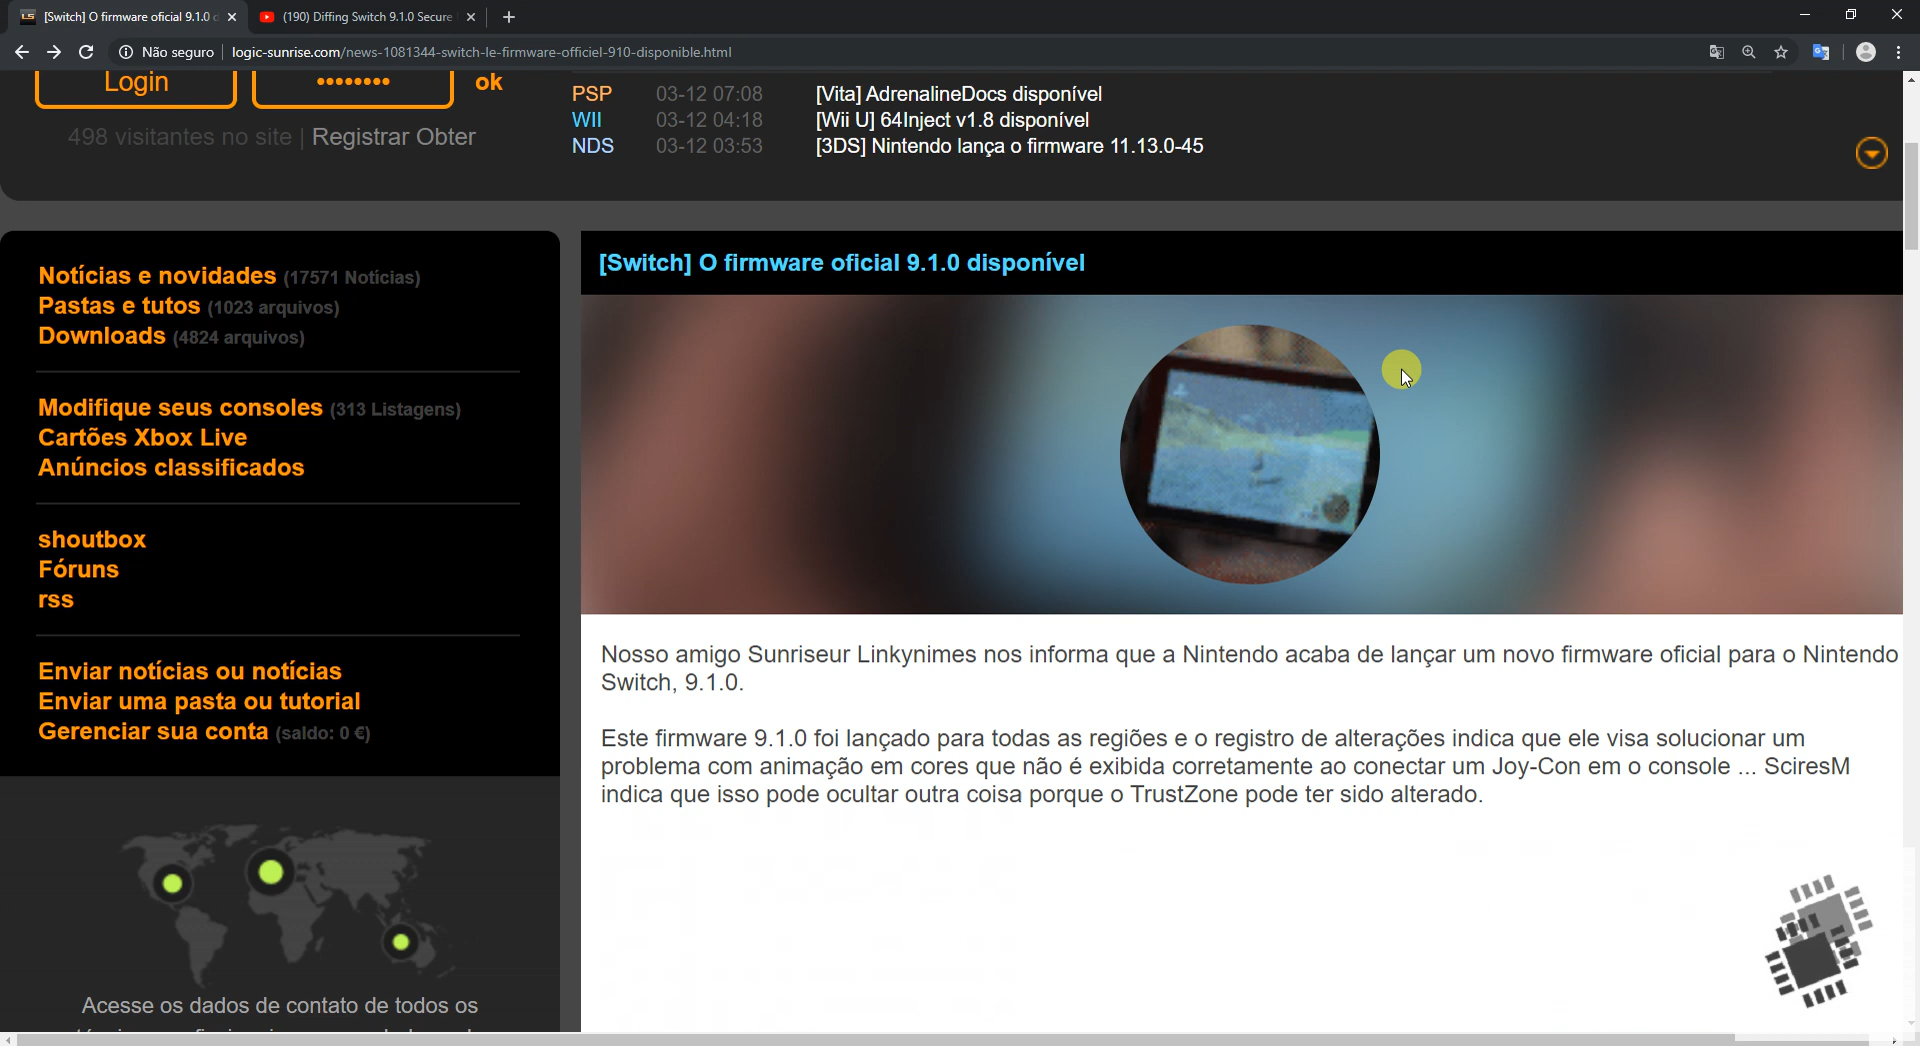 [Switch] O firmware oficial 9.1.0 d
(190) Diffing Switch 9.1.0 Secure
Não seguro
logic-sunrise.com/news-1081344-switch-le-firmware-officiel-910-disponible.html
Login
••••••••
ok
498 visitantes no site | Registrar Obter
PSP 03-12 07:08 [Vita] AdrenalineDocs disponível
WII 03-12 04:18 [Wii U] 64Inject v1.8 disponível
NDS 03-12 03:53 [3DS] Nintendo lança o firmware 11.13.0-45
Notícias e novidades (17571 Notícias)
Pastas e tutos (1023 arquivos)
Downloads (4824 arquivos)
Modifique seus consoles (313 Listagens)
Cartões Xbox Live
Anúncios classificados
shoutbox
Fóruns
rss
Enviar notícias ou notícias
Enviar uma pasta ou tutorial
Gerenciar sua conta (saldo: 0 €)
Acesse os dados de contato de todos os
[Switch] O firmware oficial 9.1.0 disponível
Nosso amigo Sunriseur Linkynimes nos informa que a Nintendo acaba de lançar um novo firmware oficial para o Nintendo
Switch, 9.1.0.
Este firmware 9.1.0 foi lançado para todas as regiões e o registro de alterações indica que ele visa solucionar um
problema com animação em cores que não é exibida corretamente ao conectar um Joy-Con em o console ... SciresM
indica que isso pode ocultar outra coisa porque o TrustZone pode ter sido alterado.